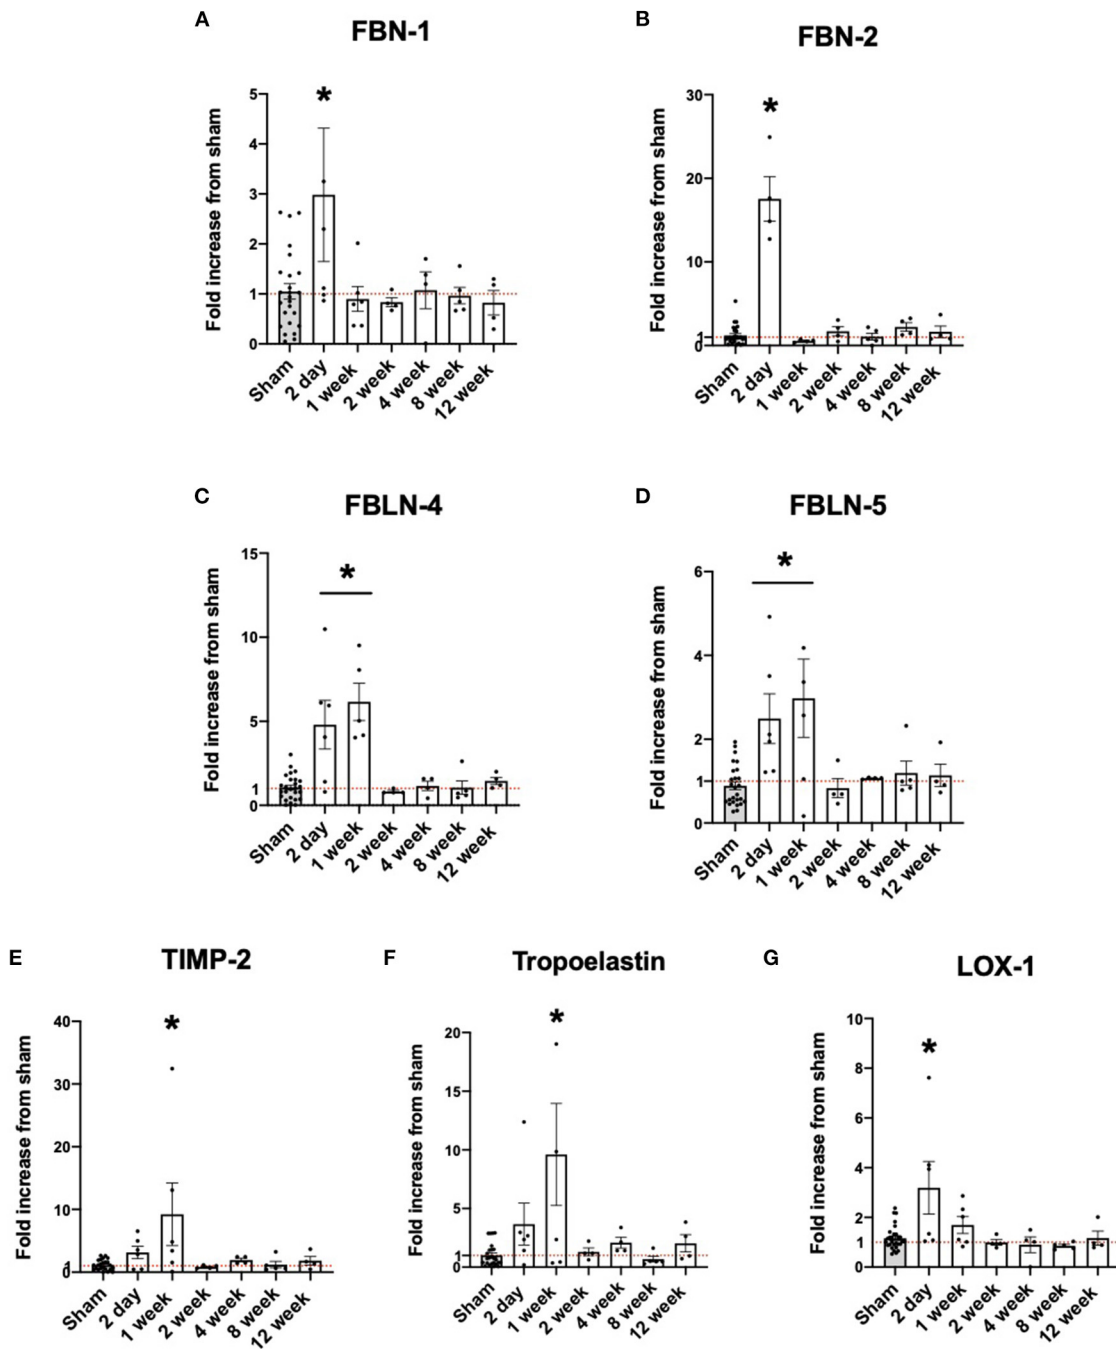 A
FBN-1
Fold increase from sham
5
4
3
2
1
0
*
Sham
2 day
1 week
2 week
4 week
8 week
12 week
B
FBN-2
Fold increase from sham
30
20
10
1
0
*
Sham
2 day
1 week
2 week
4 week
8 week
12 week
C
FBLN-4
Fold increase from sham
15
10
5
1
0
*
Sham
2 day
1 week
2 week
4 week
8 week
12 week
D
FBLN-5
Fold increase from sham
6
4
2
1
0
*
Sham
2 day
1 week
2 week
4 week
8 week
12 week
E
TIMP-2
Fold increase from sham
40
30
20
10
1
0
*
Sham
2 day
1 week
2 week
4 week
8 week
12 week
F
Tropoelastin
Fold increase from sham
20
15
10
5
1
0
*
Sham
2 day
1 week
2 week
4 week
8 week
12 week
G
LOX-1
Fold increase from sham
10
8
6
4
2
1
0
*
Sham
2 day
1 week
2 week
4 week
8 week
12 week